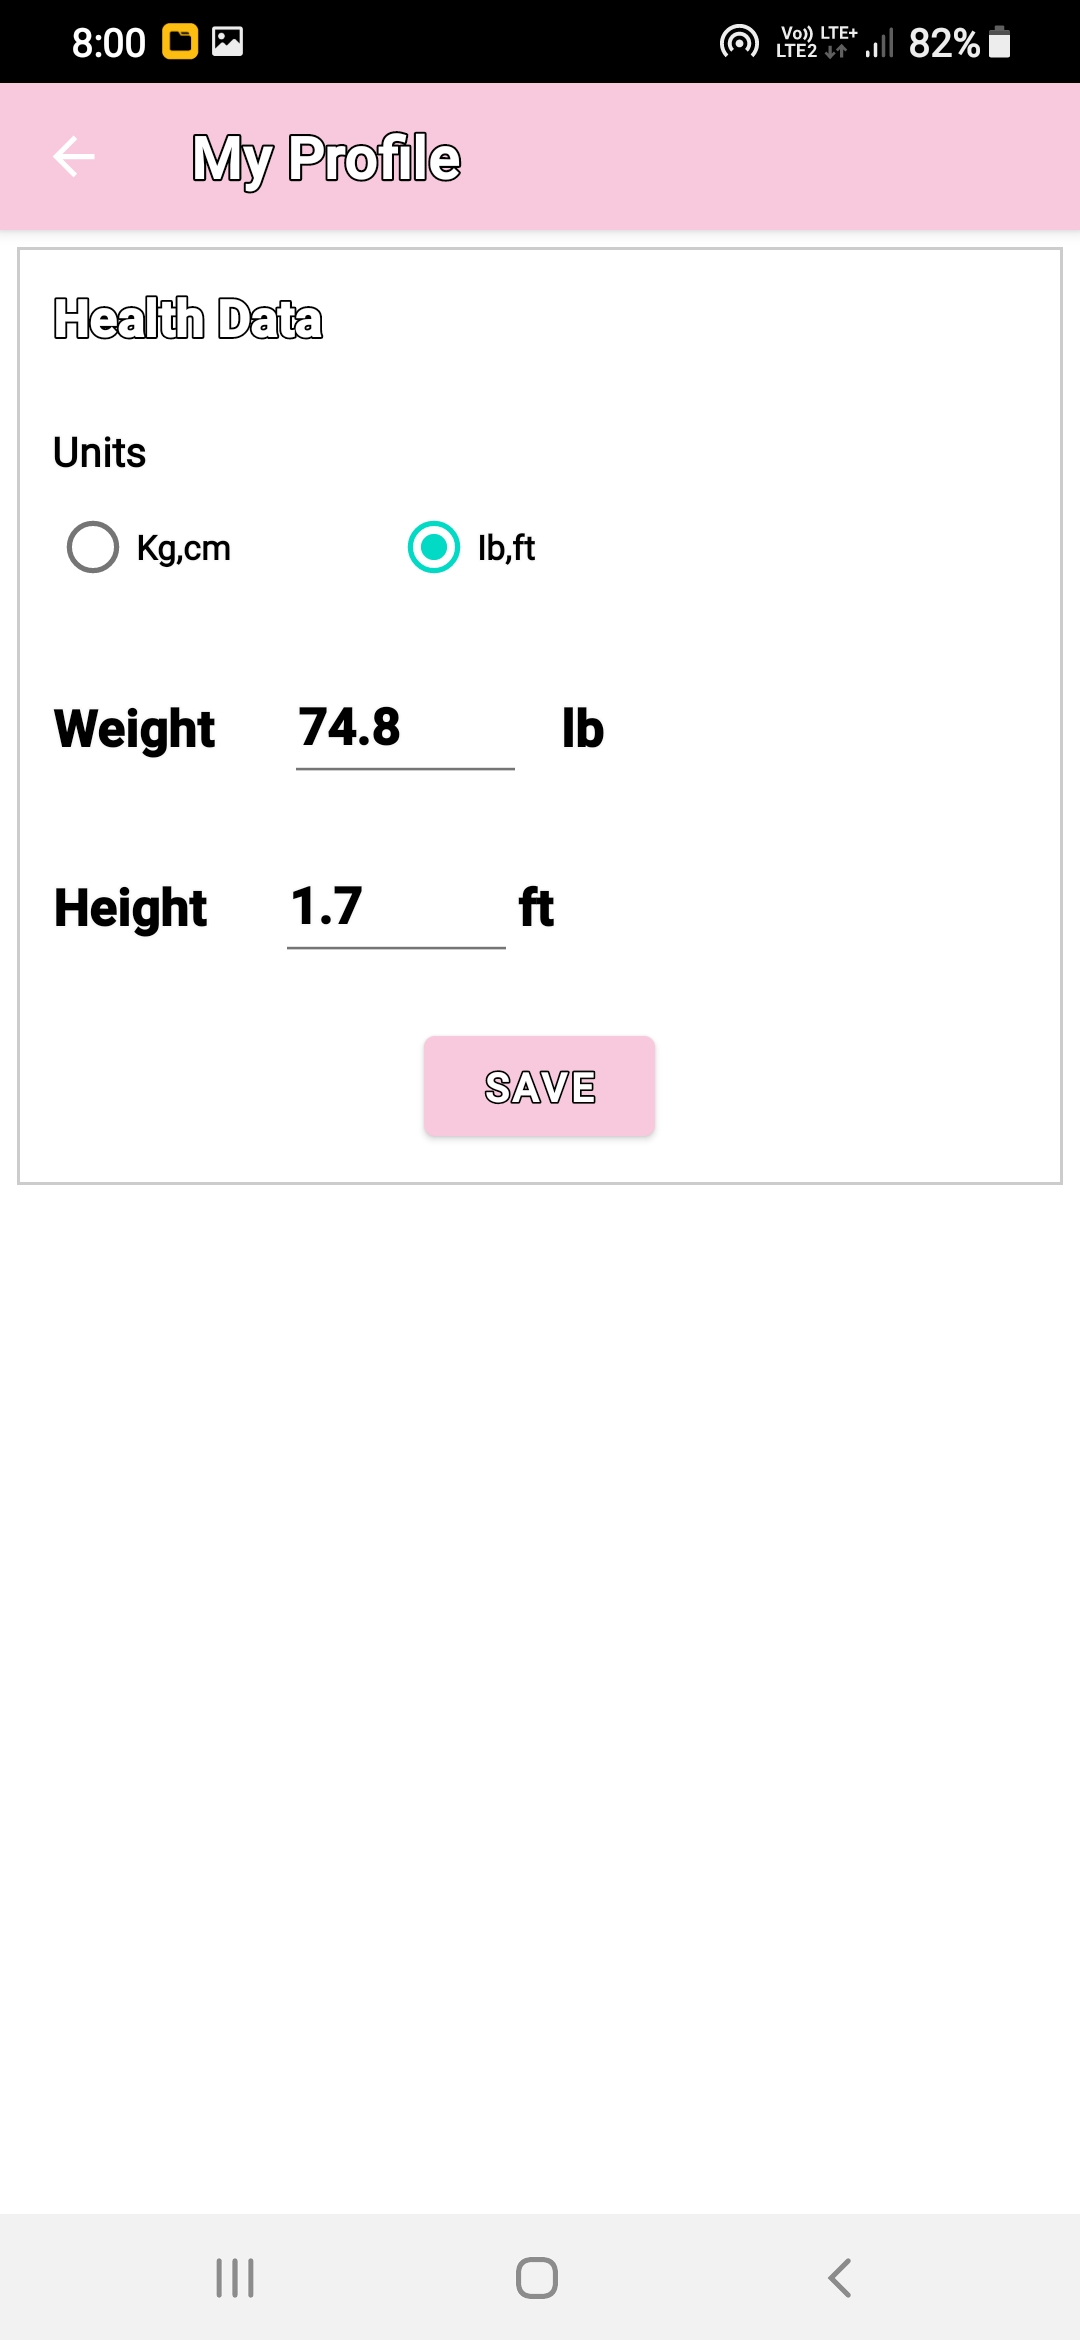 8:00 Vo)) LTE+ LTE2 82%
My Profile
Health Data
Units
Kg,cm lb,ft
Weight 74.8 lb
Height 1.7 ft
SAVE